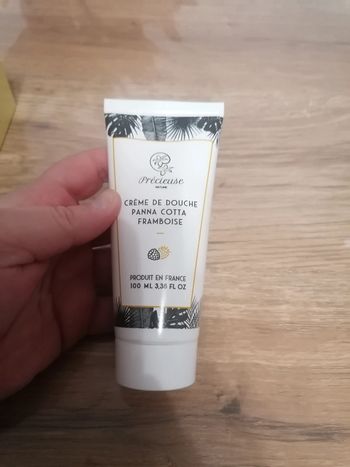 Précieuse
CRÈME DE DOUCHE
PANNA COTTA
FRAMBOISE
PRODUIT EN FRANCE
100 ML 3,38 FL OZ